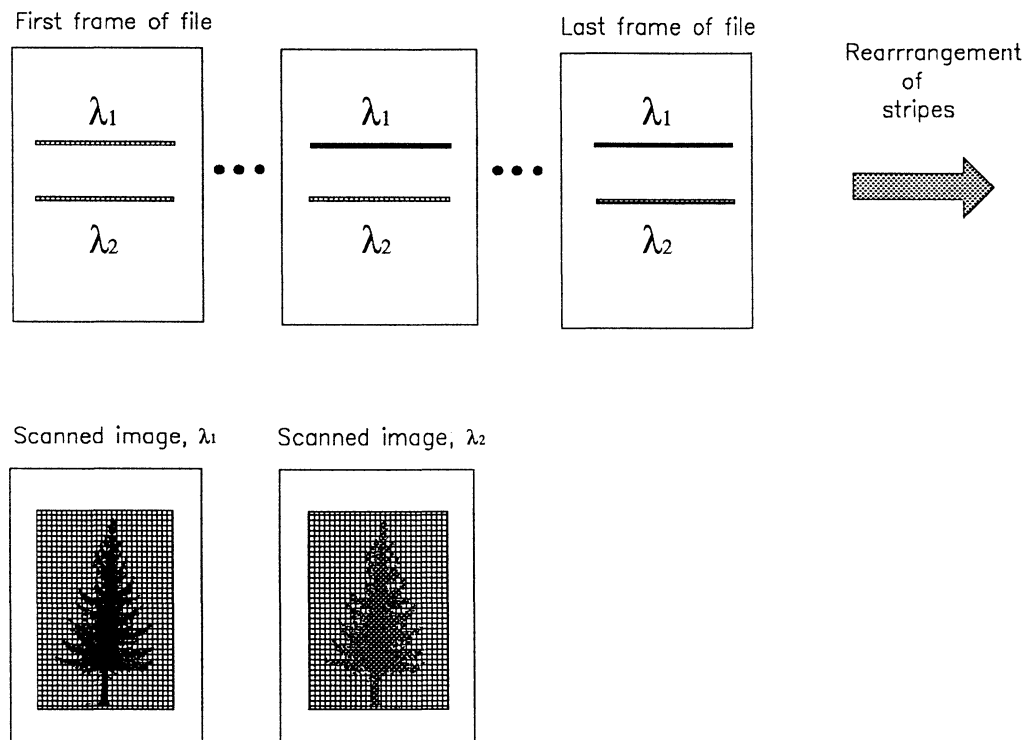 First frame of file
Last frame of file
Rearrrangement
of
stripes
λ1
λ1
λ1
λ2
λ2
λ2
Scanned image, λ1
Scanned image, λ2